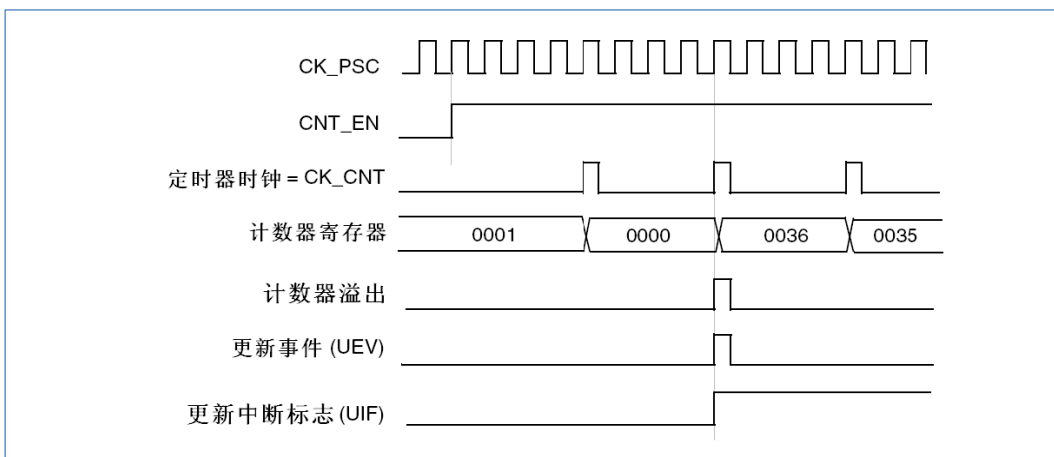 CK_PSC
CNT_EN
定时器时钟 = CK_CNT
计数器寄存器 0001 0000 0036 0035
计数器溢出
更新事件 (UEV)
更新中断标志 (UIF)